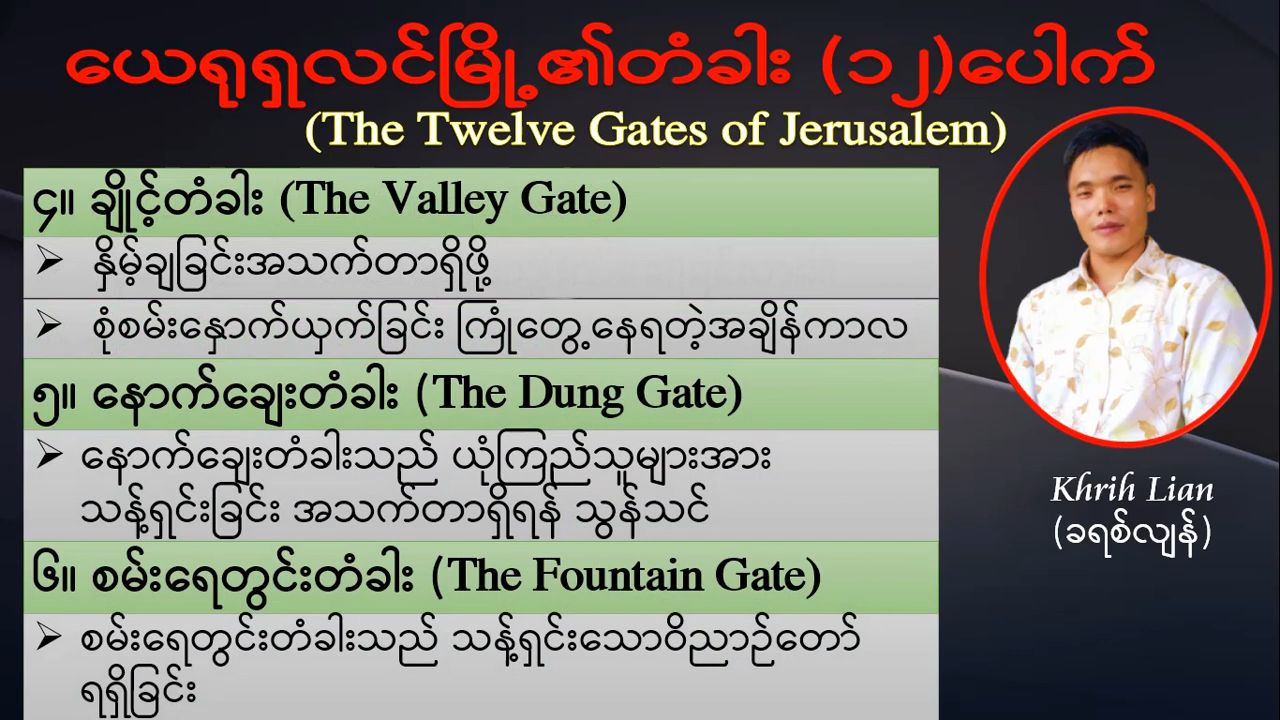 ယေရုရှလင်မြို့၏တံခါး (၁၂)ပေါက်
(The Twelve Gates of Jerusalem)
၄။ ချိုင့်တံခါး (The Valley Gate)
➢ နှိမ့်ချခြင်းအသက်တာရှိဖို့
➢ စုံစမ်းနှောက်ယှက်ခြင်း ကြုံတွေ့နေရတဲ့အချိန်ကာလ
၅။ နောက်ချေးတံခါး (The Dung Gate)
➢ နောက်ချေးတံခါးသည် ယုံကြည်သူများအား
သန့်ရှင်းခြင်း အသက်တာရှိရန် သွန်သင်
၆။ စမ်းရေတွင်းတံခါး (The Fountain Gate)
➢ စမ်းရေတွင်းတံခါးသည် သန့်ရှင်းသောဝိညာဉ်တော်
ရရှိခြင်း
Khrih Lian
(ခရစ်လျန်)